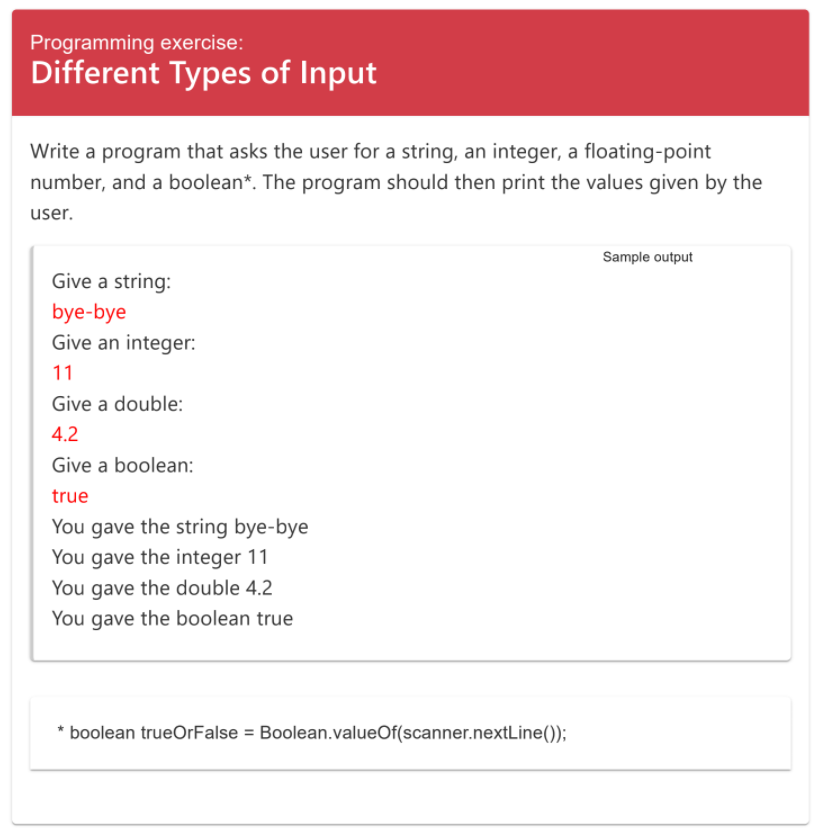 Programming exercise:
Different Types of Input
Write a program that asks the user for a string, an integer, a floating-point
number, and a boolean*. The program should then print the values given by the
user.
Sample output
Give a string:
bye-bye
Give an integer:
11
Give a double:
4.2
Give a boolean:
true
You gave the string bye-bye
You gave the integer 11
You gave the double 4.2
You gave the boolean true
* boolean trueOrFalse = Boolean.valueOf(scanner.nextLine());